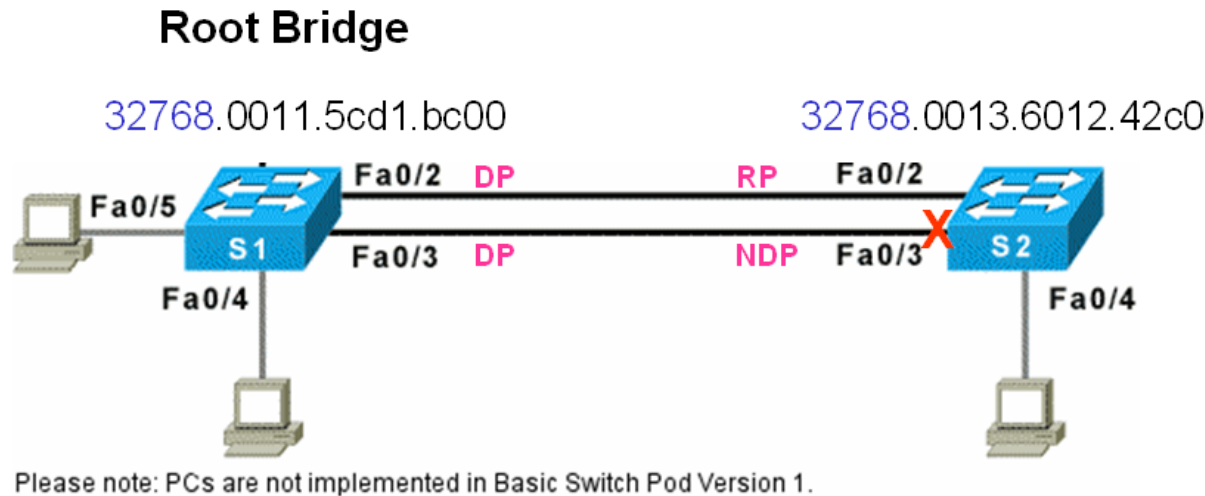 Root Bridge
32768.0011.5cd1.bc00
32768.0013.6012.42c0
Fa0/2 DP RP Fa0/2
Fa0/5
S1
S2
X
Fa0/3 DP NDP Fa0/3
Fa0/4
Fa0/4
Please note: PCs are not implemented in Basic Switch Pod Version 1.